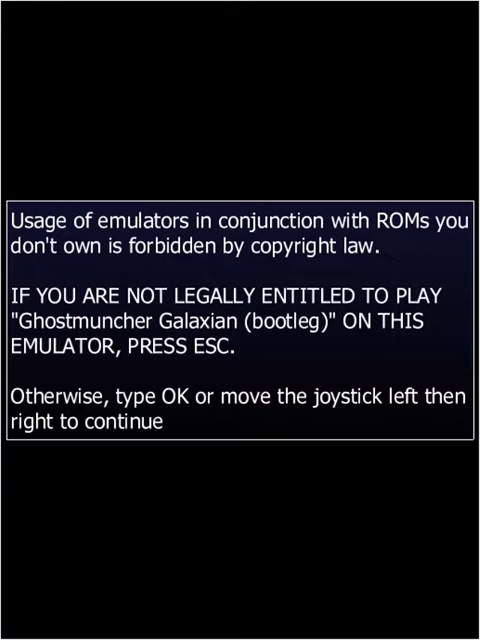 Usage of emulators in conjunction with ROMs you
don't own is forbidden by copyright law.
IF YOU ARE NOT LEGALLY ENTITLED TO PLAY
"Ghostmuncher Galaxian (bootleg)" ON THIS
EMULATOR, PRESS ESC.
Otherwise, type OK or move the joystick left then
right to continue